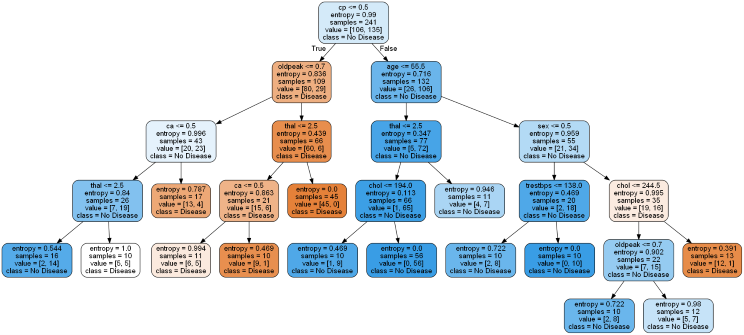 cp <= 0.5
entropy = 0.99
samples = 241
value = [106, 135]
class = No Disease
True
False
oldpeak <= 0.7
entropy = 0.836
samples = 109
value = [80, 29]
class = Disease
age <= 55.5
entropy = 0.716
samples = 132
value = [26, 106]
class = No Disease
ca <= 0.5
entropy = 0.996
samples = 43
value = [20, 23]
class = No Disease
thal <= 2.5
entropy = 0.439
samples = 66
value = [60, 6]
class = Disease
thal <= 2.5
entropy = 0.347
samples = 77
value = [5, 72]
class = No Disease
sex <= 0.5
entropy = 0.959
samples = 55
value = [21, 34]
class = No Disease
thal <= 2.5
entropy = 0.84
samples = 26
value = [7, 19]
class = No Disease
entropy = 0.787
samples = 17
value = [13, 4]
class = Disease
ca <= 0.5
entropy = 0.863
samples = 21
value = [15, 6]
class = Disease
entropy = 0.0
samples = 45
value = [45, 0]
class = Disease
chol <= 194.0
entropy = 0.113
samples = 66
value = [1, 65]
class = No Disease
entropy = 0.946
samples = 11
value = [4, 7]
class = No Disease
trestbps <= 138.0
entropy = 0.469
samples = 20
value = [2, 18]
class = No Disease
chol <= 244.5
entropy = 0.995
samples = 35
value = [19, 16]
class = Disease
entropy = 0.544
samples = 16
value = [2, 14]
class = No Disease
entropy = 1.0
samples = 10
value = [5, 5]
class = Disease
entropy = 0.994
samples = 11
value = [6, 5]
class = Disease
entropy = 0.469
samples = 10
value = [9, 1]
class = Disease
entropy = 0.469
samples = 10
value = [1, 9]
class = No Disease
entropy = 0.0
samples = 56
value = [0, 56]
class = No Disease
entropy = 0.722
samples = 10
value = [2, 8]
class = No Disease
entropy = 0.0
samples = 10
value = [0, 10]
class = No Disease
oldpeak <= 0.7
entropy = 0.902
samples = 22
value = [7, 15]
class = No Disease
entropy = 0.391
samples = 13
value = [12, 1]
class = Disease
entropy = 0.722
samples = 10
value = [2, 8]
class = No Disease
entropy = 0.98
samples = 12
value = [5, 7]
class = No Disease